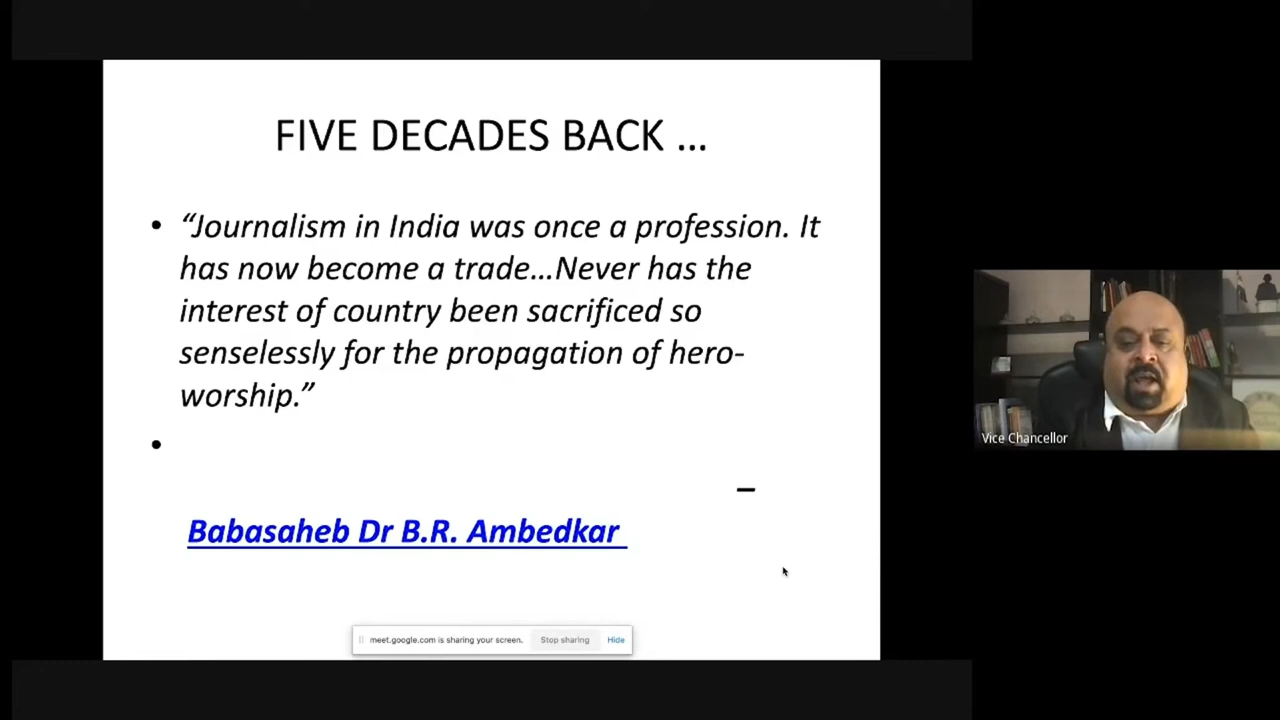 FIVE DECADES BACK ...
• “Journalism in India was once a profession. It
has now become a trade...Never has the
interest of country been sacrificed so
senselessly for the propagation of hero-
worship.”
•
–
Babasaheb Dr B.R. Ambedkar
Vice Chancellor
meet.google.com is sharing your screen. Stop sharing Hide